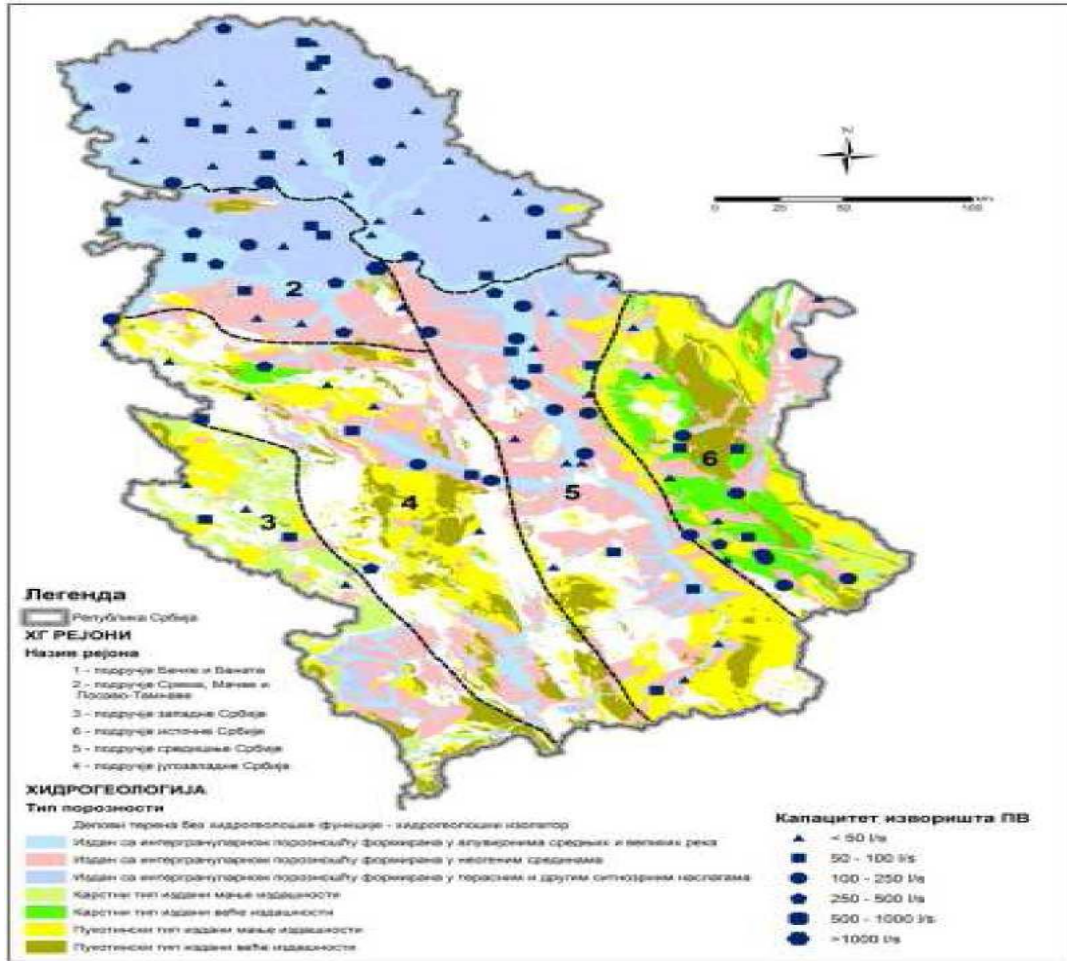 N
0 25 50 100
1
2
3
4
5
6
Легенда
Република Србија
ХГ РЕЈОНИ
Назив рејона
1 - подручје Бачке и Баната
2 - подручје Срема, Мачве и
Тамнаве
3 - подручје западне Србије
6 - подручје источне Србије
5 - подручје средишње Србије
4 - подручје југозападне Србије
ХИДРОГЕОЛОГИЈА
Тип порозности
Делови терена без хидрогеолошке функције - хидрогеолошки изолатор
Издан са интергрануларном порозношћу формирана у алувијонима средњих и великих река
Издан са интергрануларном порозношћу формирана у неогеним срединама
Издан са интергрануларном порозношћу формирана у терасним и другим ситнозрним наслагама
Карстни тип издани мање издашности
Карстни тип издани веће издашности
Пукотински тип издани мање издашности
Пукотински тип издани веће издашности
Капацитет изворишта ПВ
< 50 l/s
50 - 100 l/s
100 - 250 l/s
250 - 500 l/s
500 - 1000 l/s
>1000 l/s